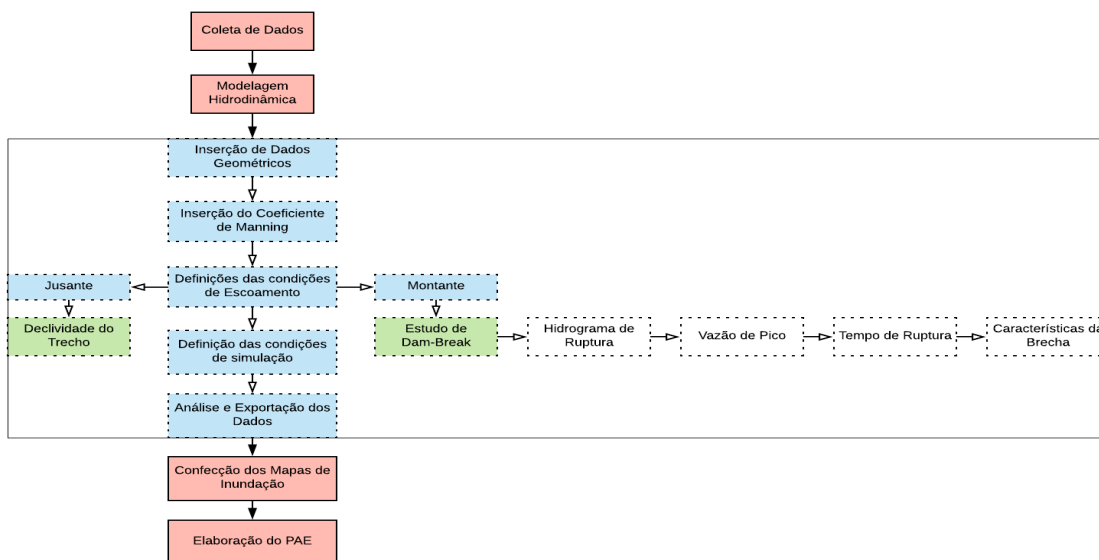 Coleta de Dados
Modelagem
Hidrodinâmica
Inserção de Dados
Geométricos
Inserção do Coeficiente
de Manning
Jusante
Definições das condições
de Escoamento
Montante
Declividade do
Trecho
Definição das condições
de simulação
Estudo de
Dam-Break
Hidrograma de
Ruptura
Vazão de Pico
Tempo de Ruptura
Características da
Brecha
Análise e Exportação dos
Dados
Confecção dos Mapas de
Inundação
Elaboração do PAE